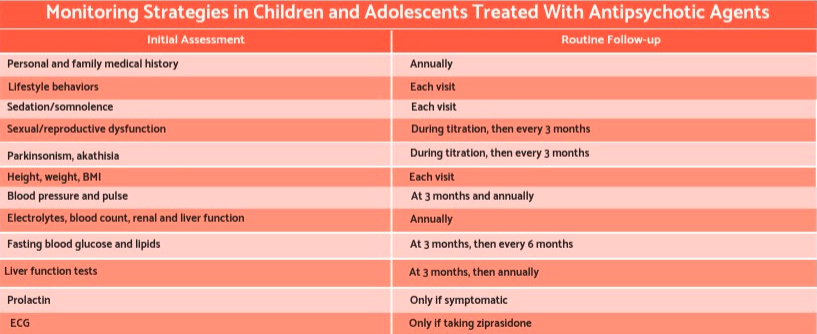 Monitoring Strategies in Children and Adolescents Treated With Antipsychotic Agents
Initial Assessment Routine Follow-up
Personal and family medical history Annually
Lifestyle behaviors Each visit
Sedation/somnolence Each visit
Sexual/reproductive dysfunction During titration, then every 3 months
Parkinsonism, akathisia During titration, then every 3 months
Height, weight, BMI Each visit
Blood pressure and pulse At 3 months and annually
Electrolytes, blood count, renal and liver function Annually
Fasting blood glucose and lipids At 3 months, then every 6 months
Liver function tests At 3 months, then annually
Prolactin Only if symptomatic
ECG Only if taking ziprasidone